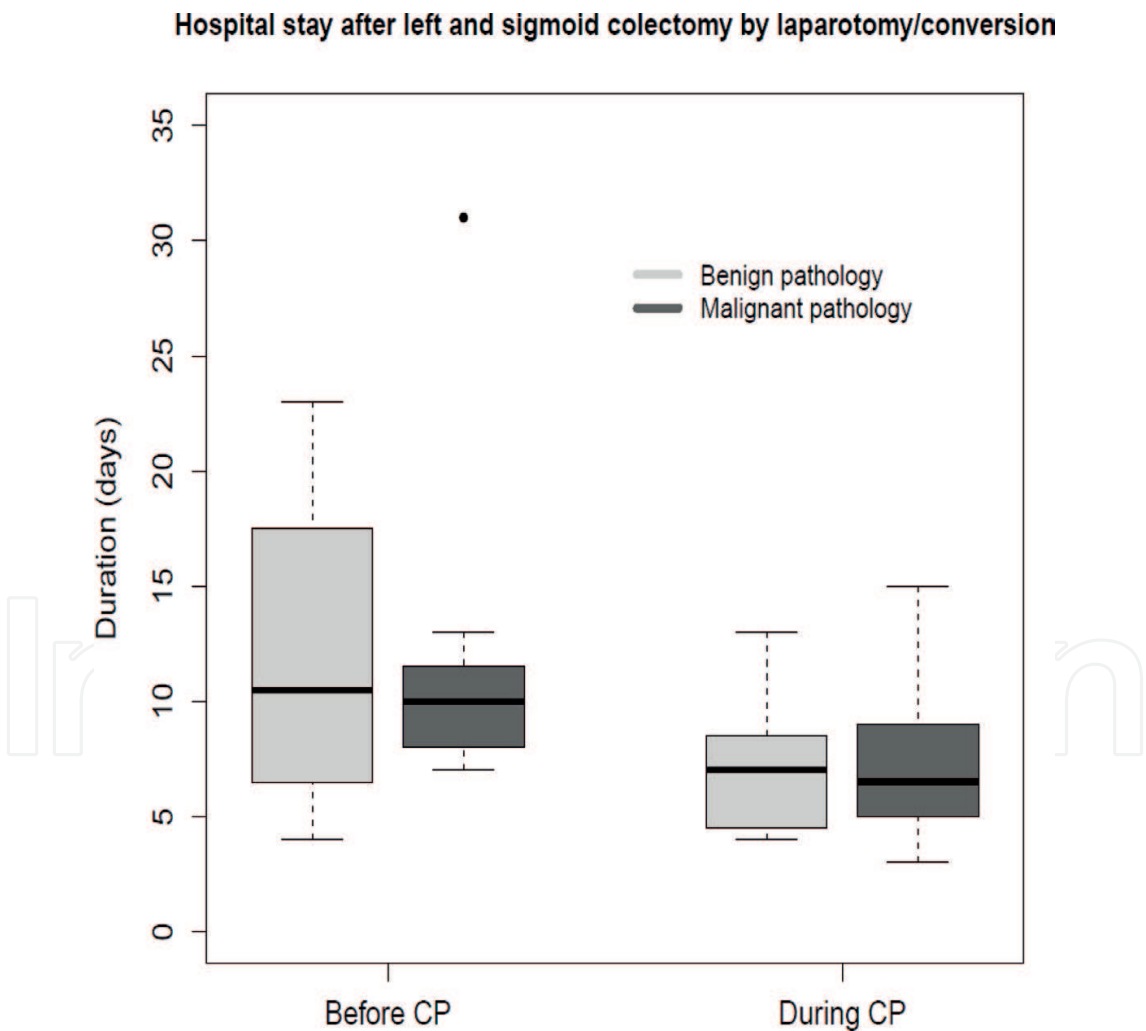 Hospital stay after left and sigmoid colectomy by laparotomy/conversion
35
30
25
20
15
10
5
0
Duration (days)
Benign pathology
Malignant pathology
Before CP
During CP